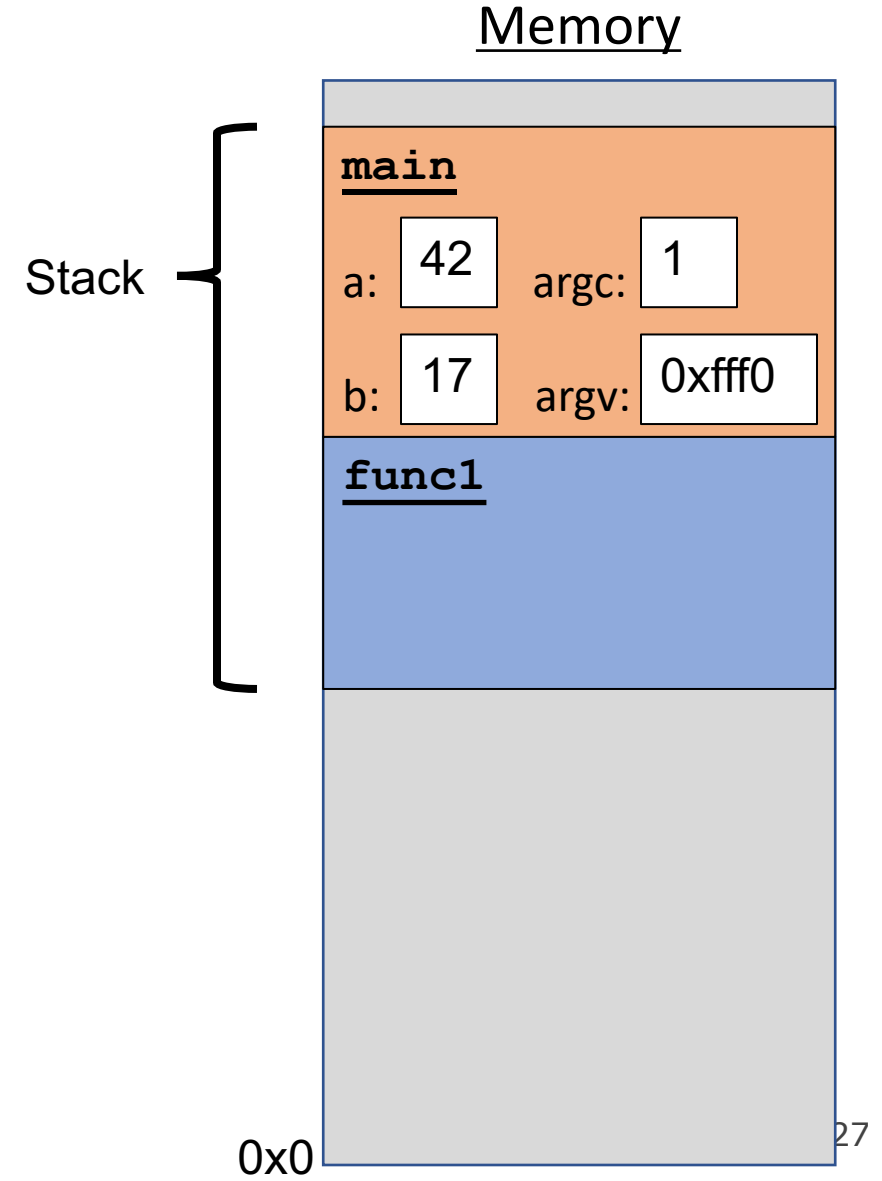 Memory
main
Stack
a: 42 argc: 1
b: 17 argv: 0xfff0
func1
0x0
27